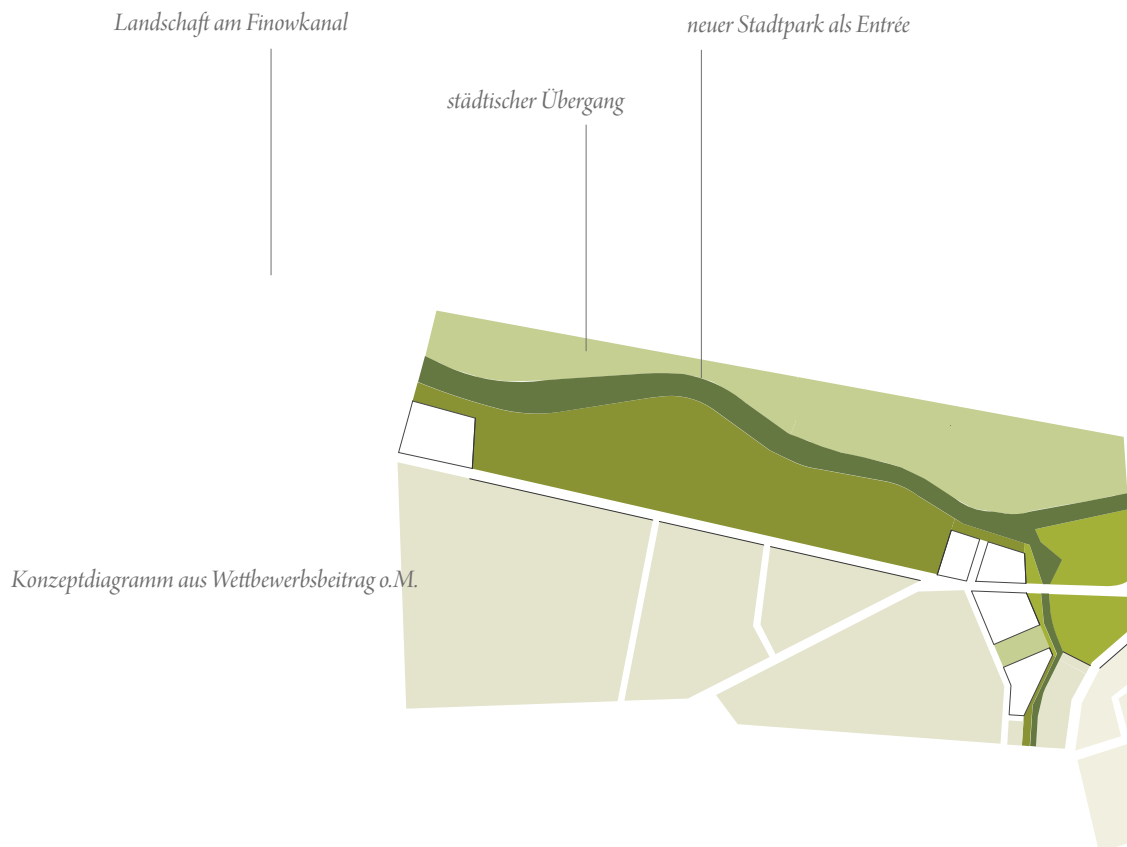 Landschaft am Finowkanal
neuer Stadtpark als Entrée
städtischer Übergang
Konzeptdiagramm aus Wettbewerbsbeitrag o.M.